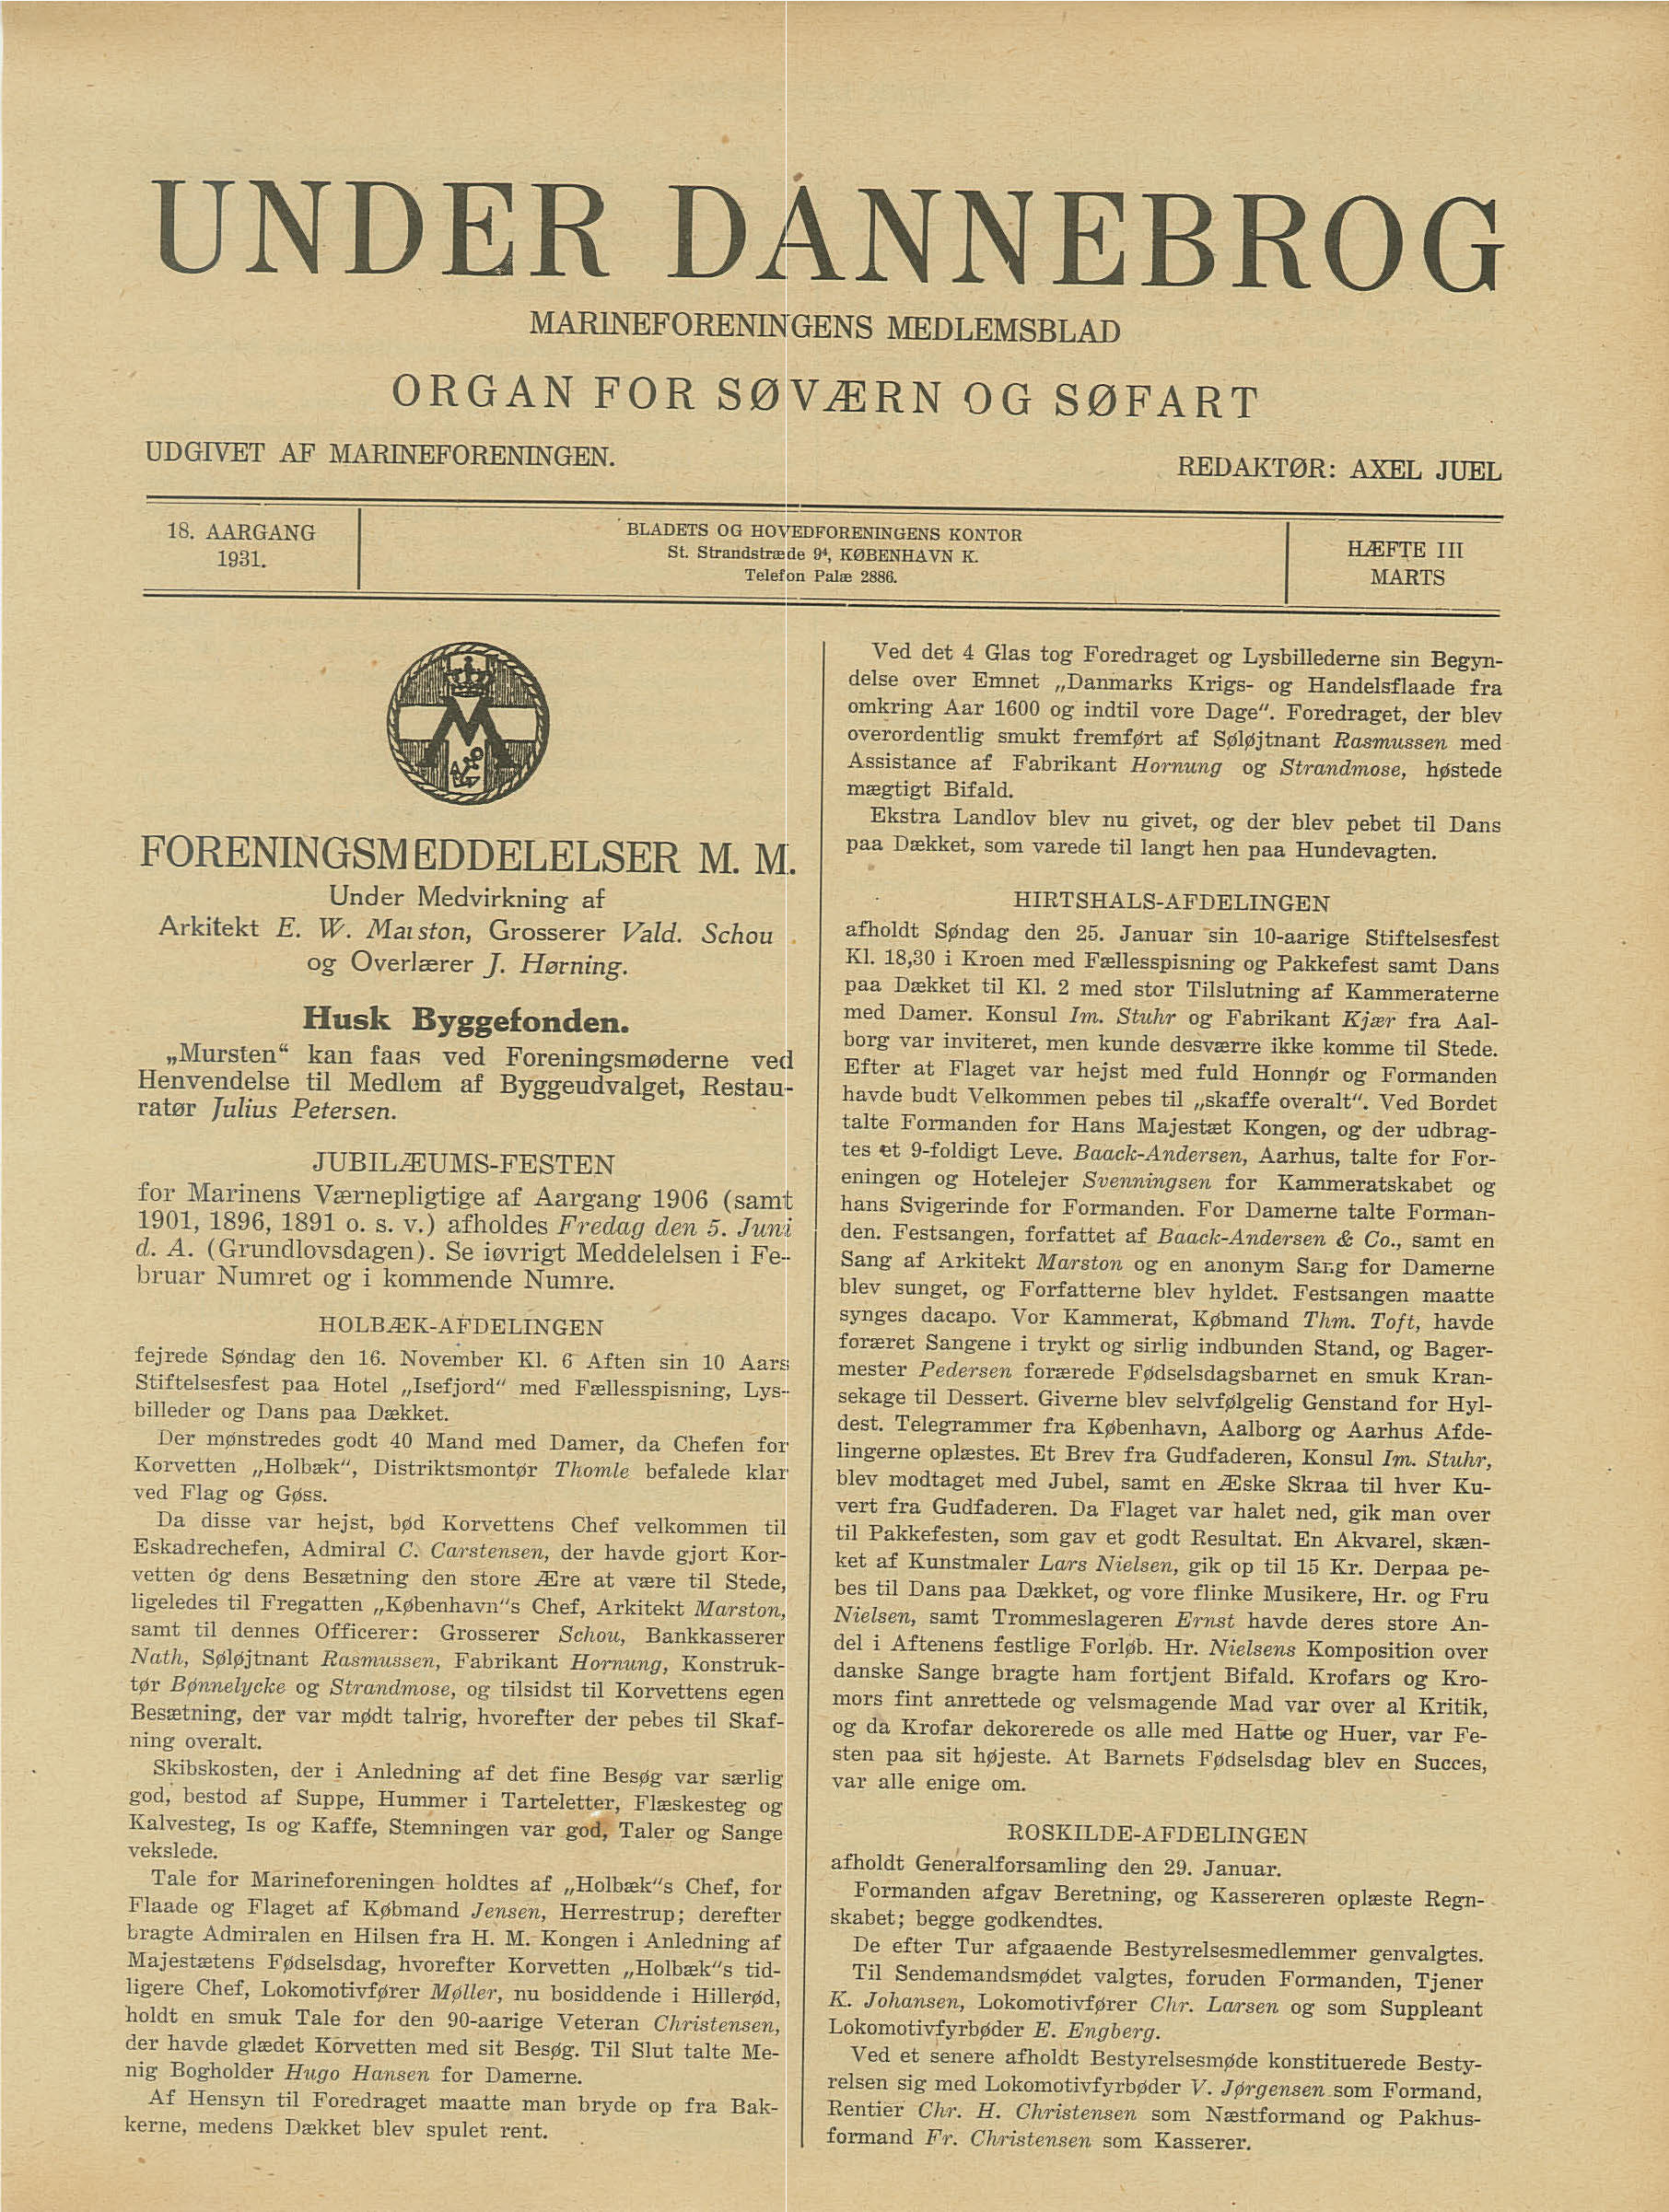 UNDER DANNEBROG
MARINEFORENINGENS MEDLEMSBLAD
ORGAN FOR SØVÆRN OG SØFART
UDGIVET AF MARINEFORENINGEN.
REDAKTØR: AXEL JUEL
18. AARGANG
1931.
BLADETS OG HOVEDFORENINGENS KONTOR
St. Strandstræde 9⁴, KØBENHAVN K.
Telefon Palæ 2886.
HÆFTE III
MARTS
FORENINGSMEDDELELSER M. M.
Under Medvirkning af
Arkitekt E. W. Marston, Grosserer Vald. Schou
og Overlærer J. Hørning.
Husk Byggefonden.
„Mursten“ kan faas ved Foreningsmøderne ved
Henvendelse til Medlem af Byggeudvalget, Restau-
ratør Julius Petersen.
JUBILÆUMS-FESTEN
for Marinens Værnepligtige af Aargang 1906 (samt
1901, 1896, 1891 o. s. v.) afholdes Fredag den 5. Juni
d. A. (Grundlovsdagen). Se iøvrigt Meddelelsen i Fe-
bruar Numret og i kommende Numre.
HOLBÆK-AFDELINGEN
fejrede Søndag den 16. November Kl. 6 Aften sin 10 Aars
Stiftelsesfest paa Hotel „Isefjord" med Fællesspisning, Lys-
billeder og Dans paa Dækket.
Der mønstredes godt 40 Mand med Damer, da Chefen for
Korvetten „Holbæk", Distriktsmontør Thomle befalede klar
ved Flag og Gøss.
Da disse var hejst, bød Korvettens Chef velkommen til
Eskadrechefen, Admiral C. Carstensen, der havde gjort Kor-
vetten og dens Besætning den store Ære at være til Stede,
ligeledes til Fregatten „København"s Chef, Arkitekt Marston,
samt til dennes Officerer: Grosserer Schou, Bankkasserer
Nath, Søløjtnant Rasmussen, Fabrikant Hornung, Konstruk-
tør Bønnelycke og Strandmose, og tilsidst til Korvettens egen
Besætning, der var mødt talrig, hvorefter der pebes til Skaf-
ning overalt.
Skibskosten, der i Anledning af det fine Besøg var særlig
god, bestod af Suppe, Hummer i Tarteletter, Flæskesteg og
Kalvesteg, Is og Kaffe, Stemningen var god, Taler og Sange
vekslede.
Tale for Marineforeningen holdtes af „Holbæk"s Chef, for
Flaade og Flaget af Købmand Jensen, Herrestrup; derefter
bragte Admiralen en Hilsen fra H. M. Kongen i Anledning af
Majestætens Fødselsdag, hvorefter Korvetten „Holbæk"s tid-
ligere Chef, Lokomotivfører Møller, nu bosiddende i Hillerød,
holdt en smuk Tale for den 90-aarige Veteran Christensen,
der havde glædet Korvetten med sit Besøg. Til Slut talte Me-
nig Bogholder Hugo Hansen for Damerne.
Af Hensyn til Foredraget maatte man bryde op fra Bak-
kerne, medens Dækket blev spulet rent.
Ved det 4 Glas tog Foredraget og Lysbillederne sin Begyn-
delse over Emnet „Danmarks Krigs- og Handelsflaade fra
omkring Aar 1600 og indtil vore Dage". Foredraget, der blev
overordentlig smukt fremført af Søløjtnant Rasmussen med
Assistance af Fabrikant Hornung og Strandmose, høstede
mægtigt Bifald.
Ekstra Landlov blev nu givet, og der blev pebet til Dans
paa Dækket, som varede til langt hen paa Hundevagten.
HIRTSHALS-AFDELINGEN
afholdt Søndag den 25. Januar sin 10-aarige Stiftelsesfest
Kl. 18,30 i Kroen med Fællesspisning og Pakkefest samt Dans
paa Dækket til Kl. 2 med stor Tilslutning af Kammeraterne
med Damer. Konsul Im. Stuhr og Fabrikant Kjær fra Aal-
borg var inviteret, men kunde desværre ikke komme til Stede.
Efter at Flaget var hejst med fuld Honnør og Formanden
havde budt Velkommen pebes til „skaffe overalt". Ved Bordet
talte Formanden for Hans Majestæt Kongen, og der udbrag-
tes et 9-foldigt Leve. Baack-Andersen, Aarhus, talte for For-
eningen og Hotelejer Svenningsen for Kammeratskabet og
hans Svigerinde for Formanden. For Damerne talte Forman-
den. Festsangen, forfattet af Baack-Andersen & Co., samt en
Sang af Arkitekt Marston og en anonym Sang for Damerne
blev sunget, og Forfatterne blev hyldet. Festsangen maatte
synges dacapo. Vor Kammerat, Købmand Thm. Toft, havde
foræret Sangene i trykt og sirlig indbunden Stand, og Bager-
mester Pedersen forærede Fødselsdagsbarnet en smuk Kran-
sekage til Dessert. Giverne blev selvfølgelig Genstand for Hyl-
dest. Telegrammer fra København, Aalborg og Aarhus Afde-
lingerne oplæstes. Et Brev fra Gudfaderen, Konsul Im. Stuhr,
blev modtaget med Jubel, samt en Æske Skraa til hver Ku-
vert fra Gudfaderen. Da Flaget var halet ned, gik man over
til Pakkefesten, som gav et godt Resultat. En Akvarel, skæn-
ket af Kunstmaler Lars Nielsen, gik op til 15 Kr. Derpaa pe-
bes til Dans paa Dækket, og vore flinke Musikere, Hr. og Fru
Nielsen, samt Trommeslageren Ernst havde deres store An-
del i Aftenens festlige Forløb. Hr. Nielsens Komposition over
danske Sange bragte ham fortjent Bifald. Krofars og Kro-
mors fint anrettede og velsmagende Mad var over al Kritik,
og da Krofar dekorerede os alle med Hatte og Huer, var Fe-
sten paa sit højeste. At Barnets Fødselsdag blev en Succes,
var alle enige om.
ROSKILDE-AFDELINGEN
afholdt Generalforsamling den 29. Januar.
Formanden afgav Beretning, og Kassereren oplæste Regn-
skabet; begge godkendtes.
De efter Tur afgaaende Bestyrelsesmedlemmer genvalgtes.
Til Sendemandsmødet valgtes, foruden Formanden, Tjener
K. Johansen, Lokomotivfører Chr. Larsen og som Suppleant
Lokomotivfyrbøder E. Engberg.
Ved et senere afholdt Bestyrelsesmøde konstituerede Besty-
relsen sig med Lokomotivfyrbøder V. Jørgensen som Formand,
Rentier Chr. H. Christensen som Næstformand og Pakhus-
formand Fr. Christensen som Kasserer.